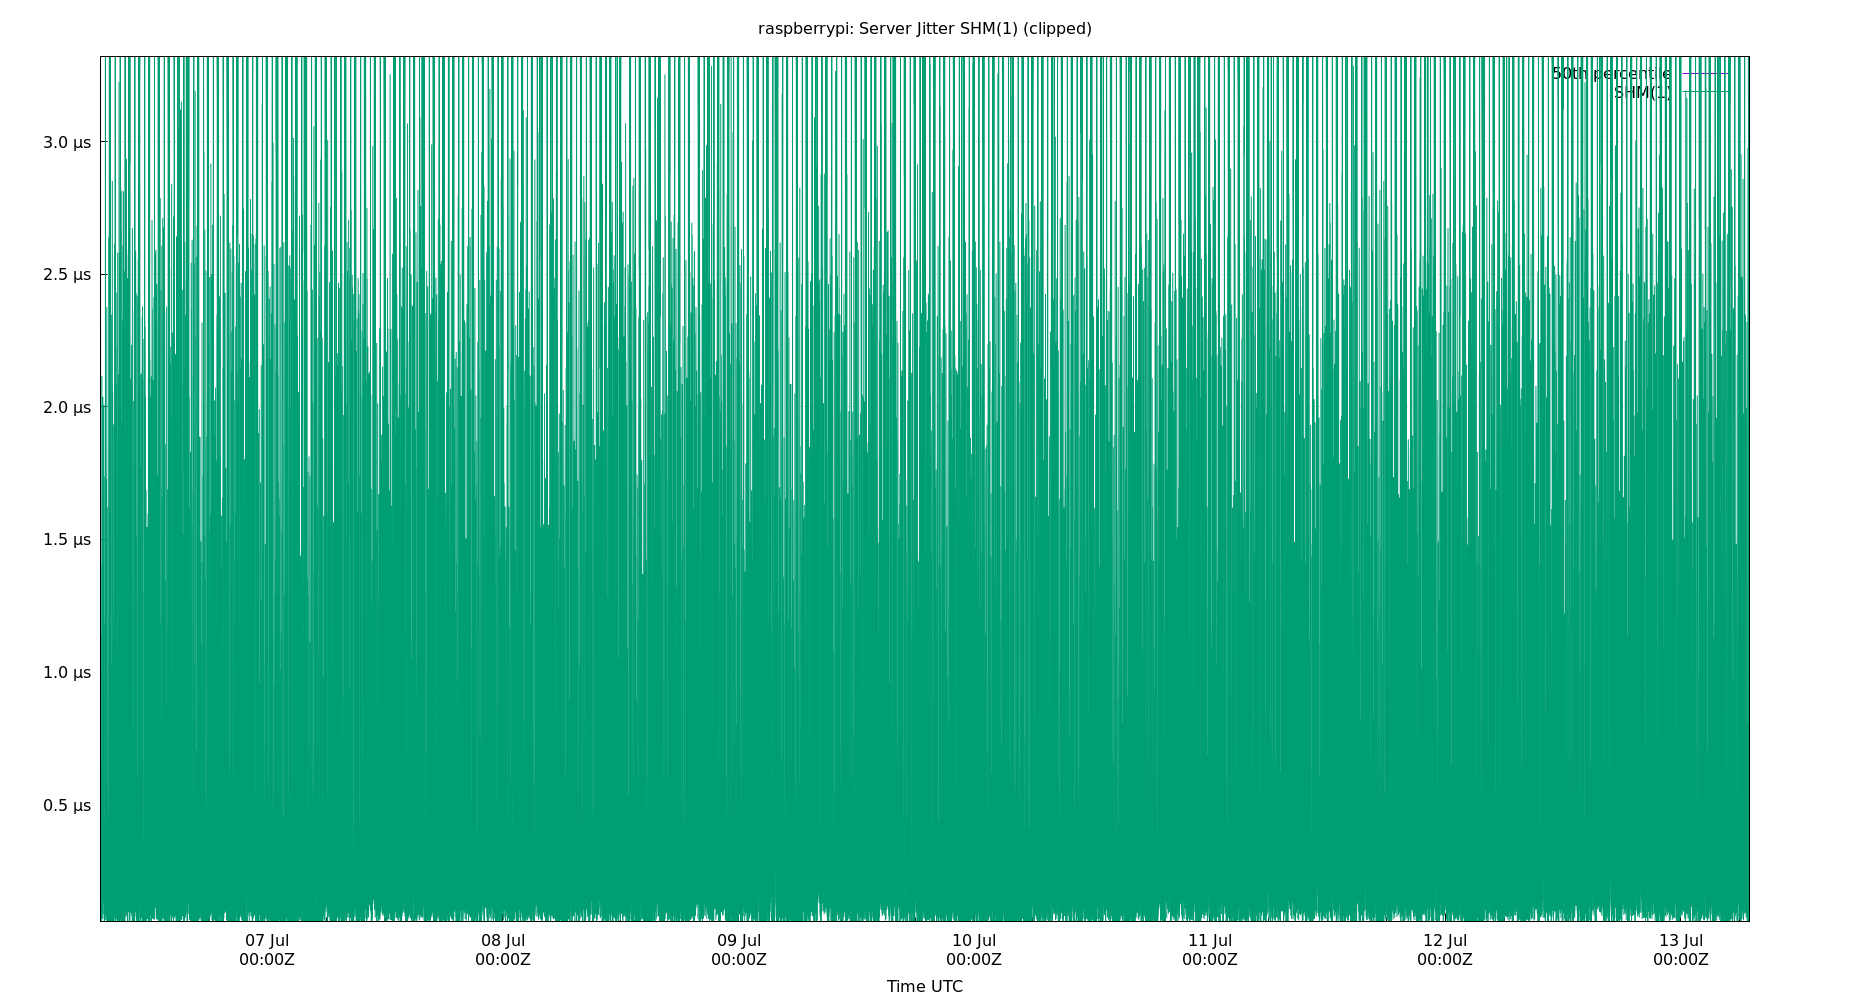 raspberrypi: Server Jitter SHM(1) (clipped)
50th percentile
SHM(1)
3.0 µs
2.5 µs
2.0 µs
1.5 µs
1.0 µs
0.5 µs
07 Jul 08 Jul 09 Jul 10 Jul 11 Jul 12 Jul 13 Jul
00:00Z 00:00Z 00:00Z 00:00Z 00:00Z 00:00Z 00:00Z
Time UTC